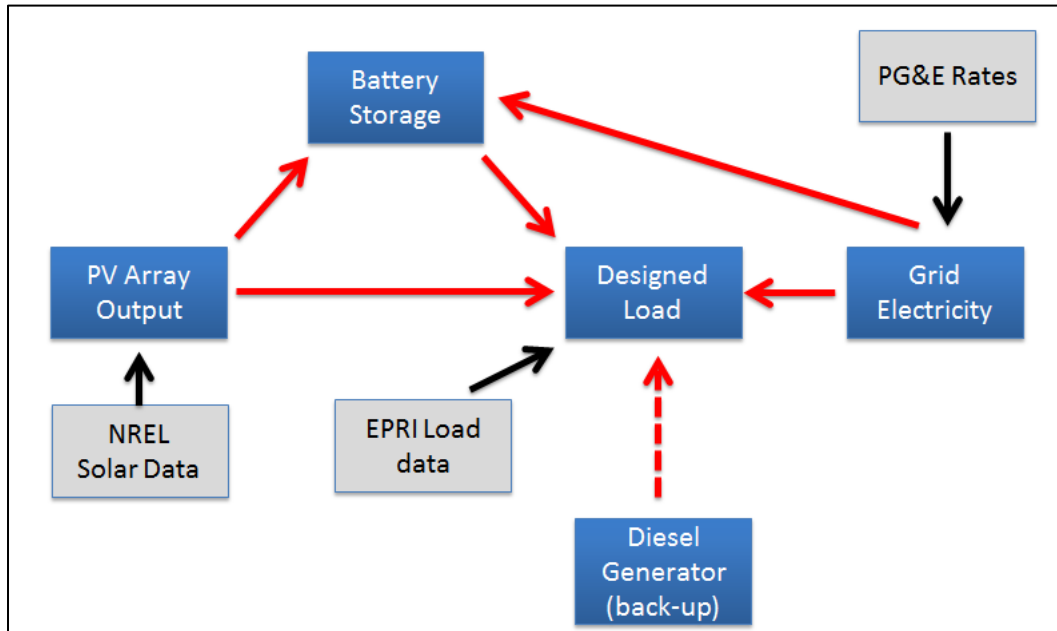 Battery
Storage
PG&E Rates
PV Array
Output
Designed
Load
Grid
Electricity
NREL
Solar Data
EPRI Load
data
Diesel
Generator
(back-up)